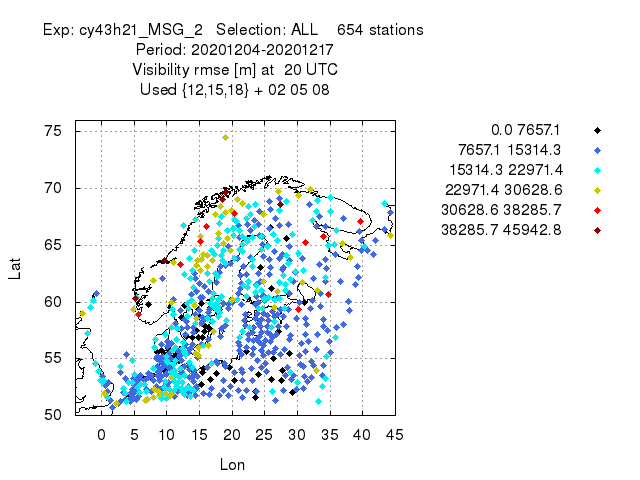 Exp: cy43h21_MSG_2   Selection: ALL    654 stations
Period: 20201204-20201217
Visibility rmse [m] at  20 UTC
Used {12,15,18} + 02 05 08
0.0 7657.1
7657.1 15314.3
15314.3 22971.4
22971.4 30628.6
30628.6 38285.7
38285.7 45942.8
75
70
65
60
55
50
Lat
0 5 10 15 20 25 30 35 40 45
Lon